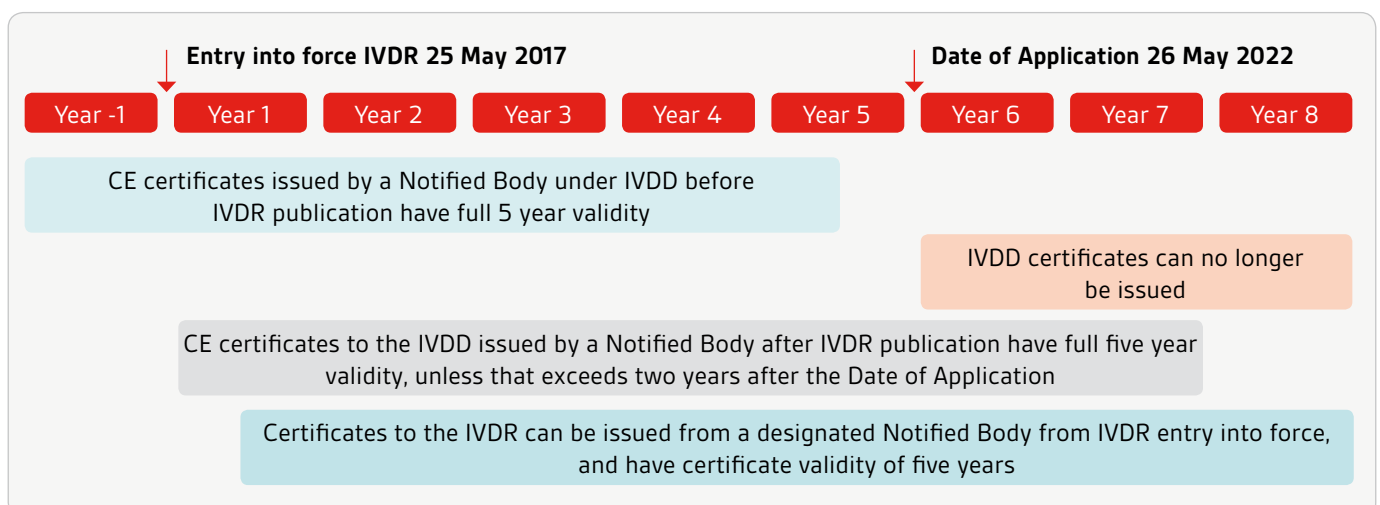 Entry into force IVDR 25 May 2017
Date of Application 26 May 2022
Year -1
Year 1
Year 2
Year 3
Year 4
Year 5
Year 6
Year 7
Year 8
CE certificates issued by a Notified Body under IVDD before
IVDR publication have full 5 year validity
IVDD certificates can no longer
be issued
CE certificates to the IVDD issued by a Notified Body after IVDR publication have full five year
validity, unless that exceeds two years after the Date of Application
Certificates to the IVDR can be issued from a designated Notified Body from IVDR entry into force,
and have certificate validity of five years